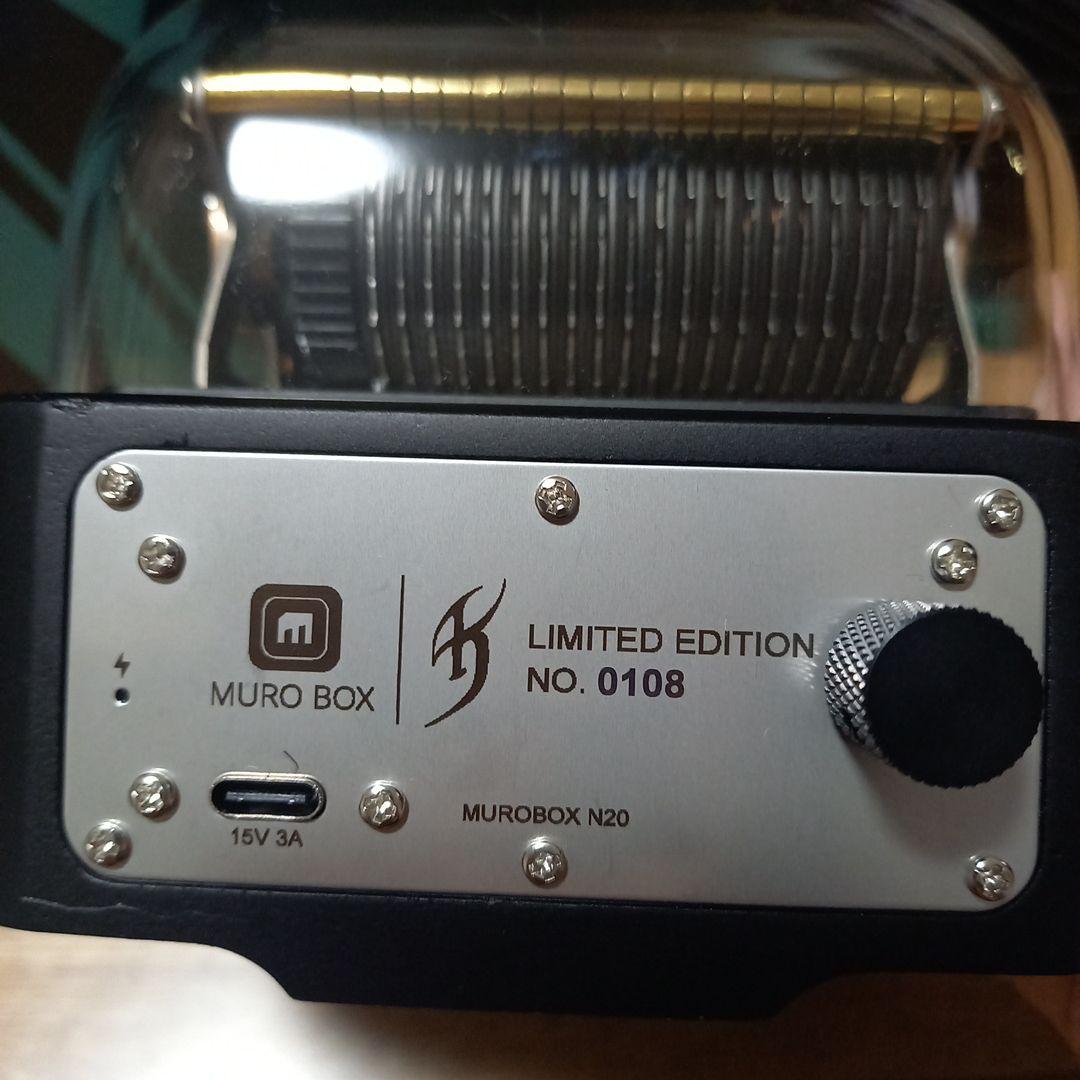 MURO BOX
LIMITED EDITION
NO. 0108
15V 3A
MUROBOX N20